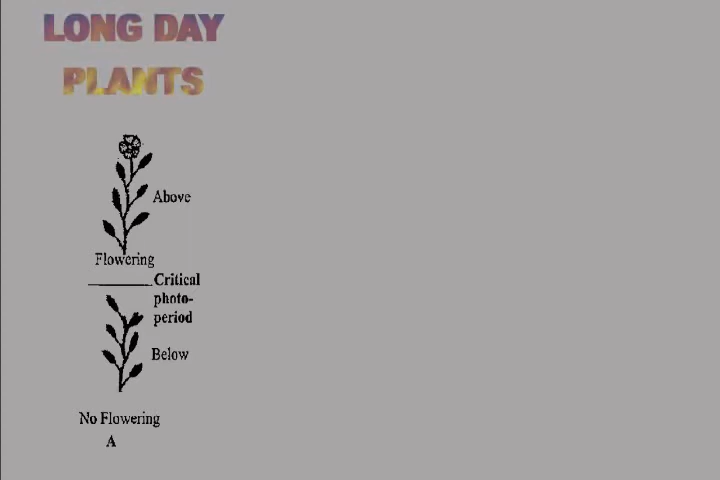 LONG DAY
PLANTS
Above
Flowering
Critical
photo-
period
Below
No Flowering
A